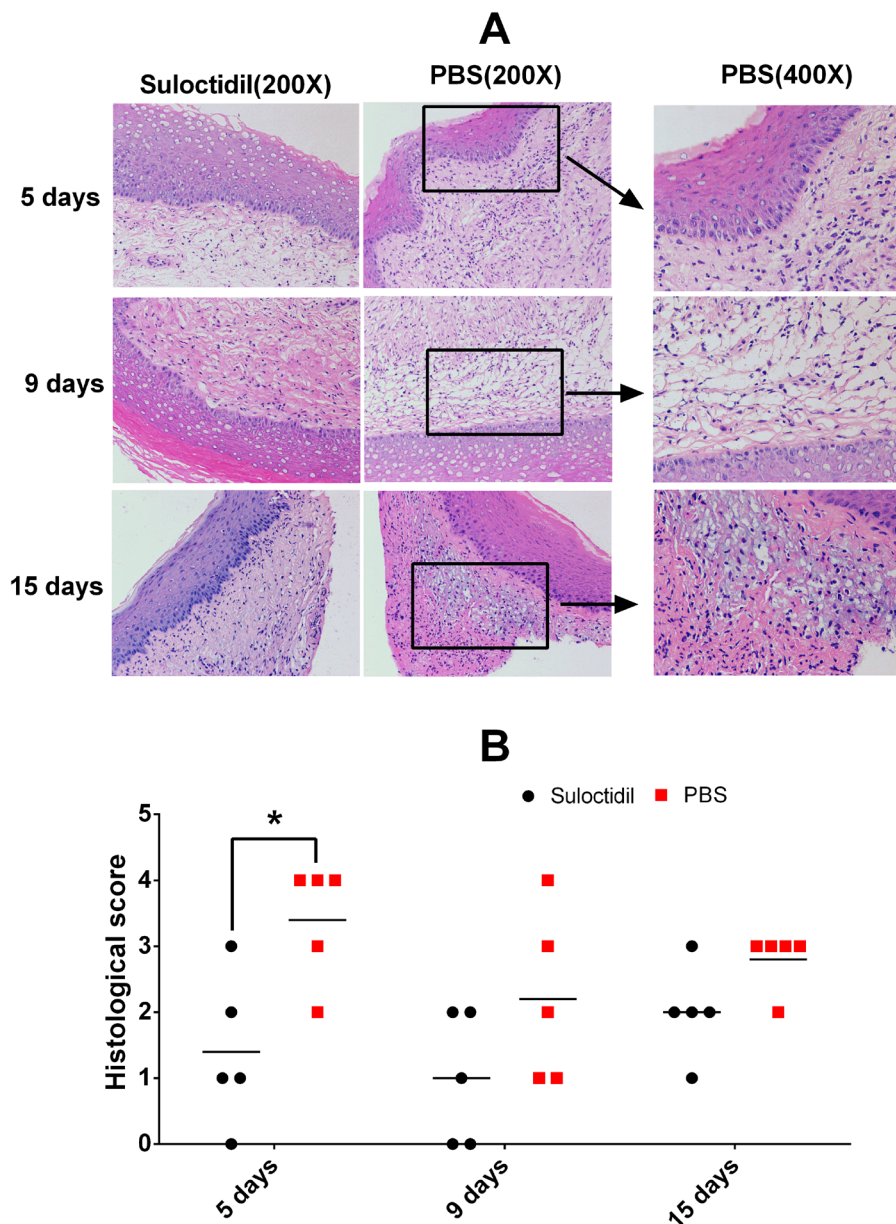 A
Suloctidil(200X) PBS(200X) PBS(400X)
5 days
9 days
15 days
B
Suloctidil PBS
Histological score
5
4
3
2
1
0
*
5 days
9 days
15 days